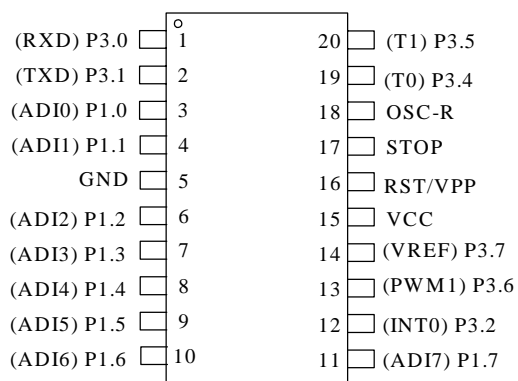 (RXD) P3.0 1 20 (T1) P3.5
(TXD) P3.1 2 19 (T0) P3.4
(ADI0) P1.0 3 18 OSC-R
(ADI1) P1.1 4 17 STOP
GND 5 16 RST/VPP
(ADI2) P1.2 6 15 VCC
(ADI3) P1.3 7 14 (VREF) P3.7
(ADI4) P1.4 8 13 (PWM1) P3.6
(ADI5) P1.5 9 12 (INT0) P3.2
(ADI6) P1.6 10 11 (ADI7) P1.7